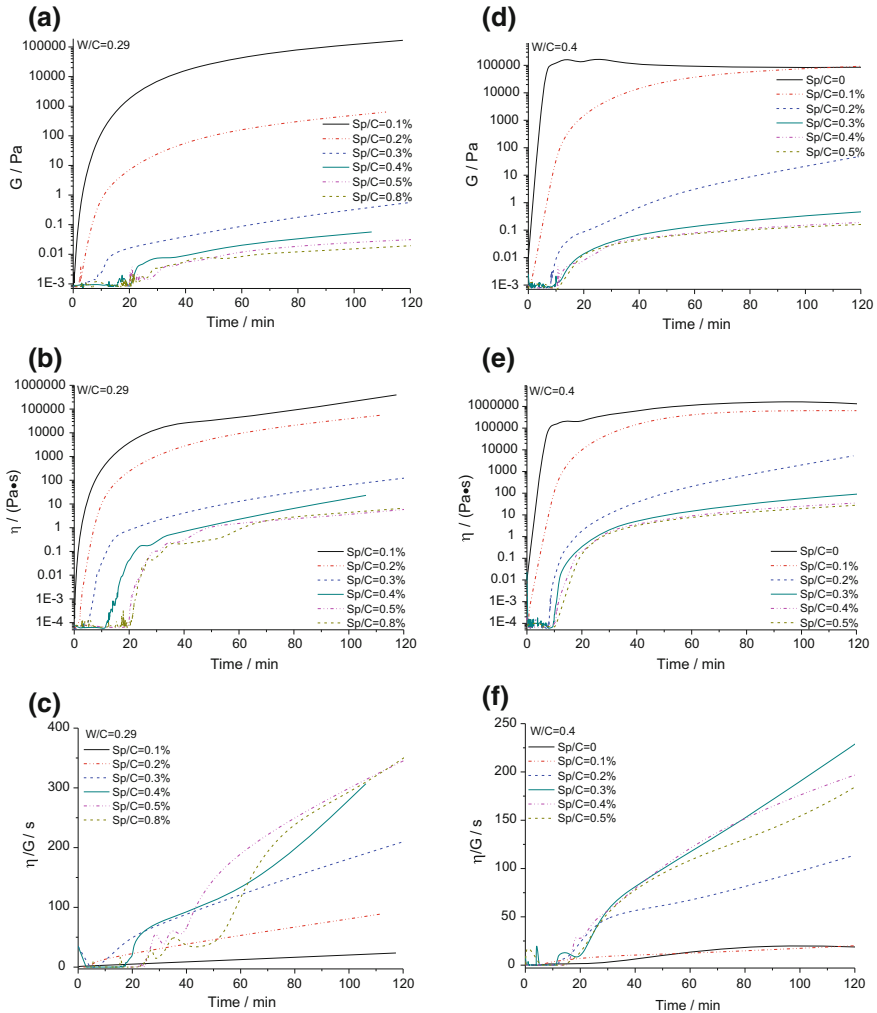 (a)
W/C=0.29
G / Pa
100000
10000
1000
100
10
1
0.1
0.01
1E-3
Sp/C=0.1%
Sp/C=0.2%
Sp/C=0.3%
Sp/C=0.4%
Sp/C=0.5%
Sp/C=0.8%
0 20 40 60 80 100 120
Time / min
(d)
W/C=0.4
G / Pa
100000
10000
1000
100
10
1
0.1
0.01
1E-3
Sp/C=0
Sp/C=0.1%
Sp/C=0.2%
Sp/C=0.3%
Sp/C=0.4%
Sp/C=0.5%
0 20 40 60 80 100 120
Time / min
(b)
W/C=0.29
η / (Pa•s)
1000000
100000
10000
1000
100
10
1
0.1
0.01
1E-3
1E-4
Sp/C=0.1%
Sp/C=0.2%
Sp/C=0.3%
Sp/C=0.4%
Sp/C=0.5%
Sp/C=0.8%
0 20 40 60 80 100 120
Time / min
(e)
W/C=0.4
η / (Pa•s)
1000000
100000
10000
1000
100
10
1
0.1
0.01
1E-3
1E-4
Sp/C=0
Sp/C=0.1%
Sp/C=0.2%
Sp/C=0.3%
Sp/C=0.4%
Sp/C=0.5%
0 20 40 60 80 100 120
Time / min
(c)
W/C=0.29
η/G / s
400
300
200
100
0
Sp/C=0.1%
Sp/C=0.2%
Sp/C=0.3%
Sp/C=0.4%
Sp/C=0.5%
Sp/C=0.8%
0 20 40 60 80 100 120
Time / min
(f)
W/C=0.4
η/G / s
250
200
150
100
50
0
Sp/C=0
Sp/C=0.1%
Sp/C=0.2%
Sp/C=0.3%
Sp/C=0.4%
Sp/C=0.5%
0 20 40 60 80 100 120
Time / min